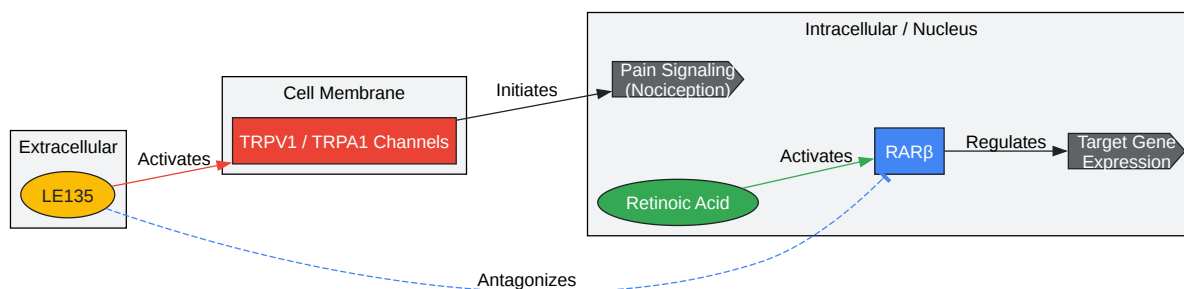 Intracellular / Nucleus
Pain Signaling
(Nociception)
Initiates
Cell Membrane
TRPV1 / TRPA1 Channels
Extracellular
Activates
LE135
Activates
RARβ
Regulates
Target Gene
Expression
Retinoic Acid
Antagonizes